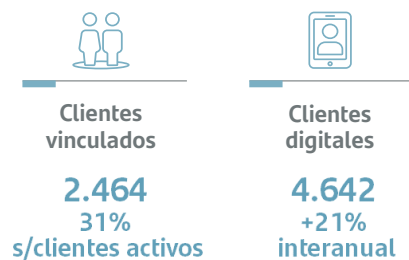 Clientes
vinculados
2.464
31%
s/clientes activos
Clientes
digitales
4.642
+21%
interanual